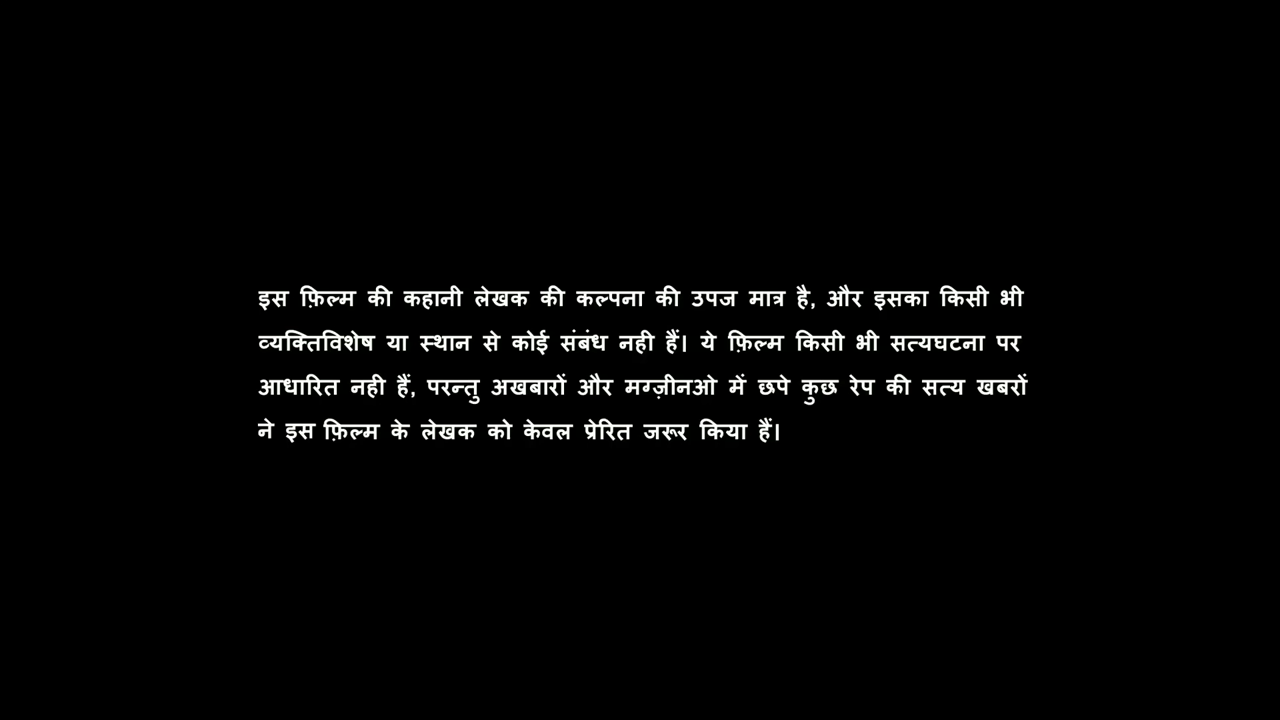 इस फ़िल्म की कहानी लेखक की कल्पना की उपज मात्र है, और इसका किसी भी
व्यक्तिविशेष या स्थान से कोई संबंध नही हैं। ये फ़िल्म किसी भी सत्यघटना पर
आधारित नही हैं, परन्तु अखबारों और मग्ज़ीनओ में छपे कुछ रेप की सत्य खबरों
ने इस फ़िल्म के लेखक को केवल प्रेरित जरूर किया हैं।